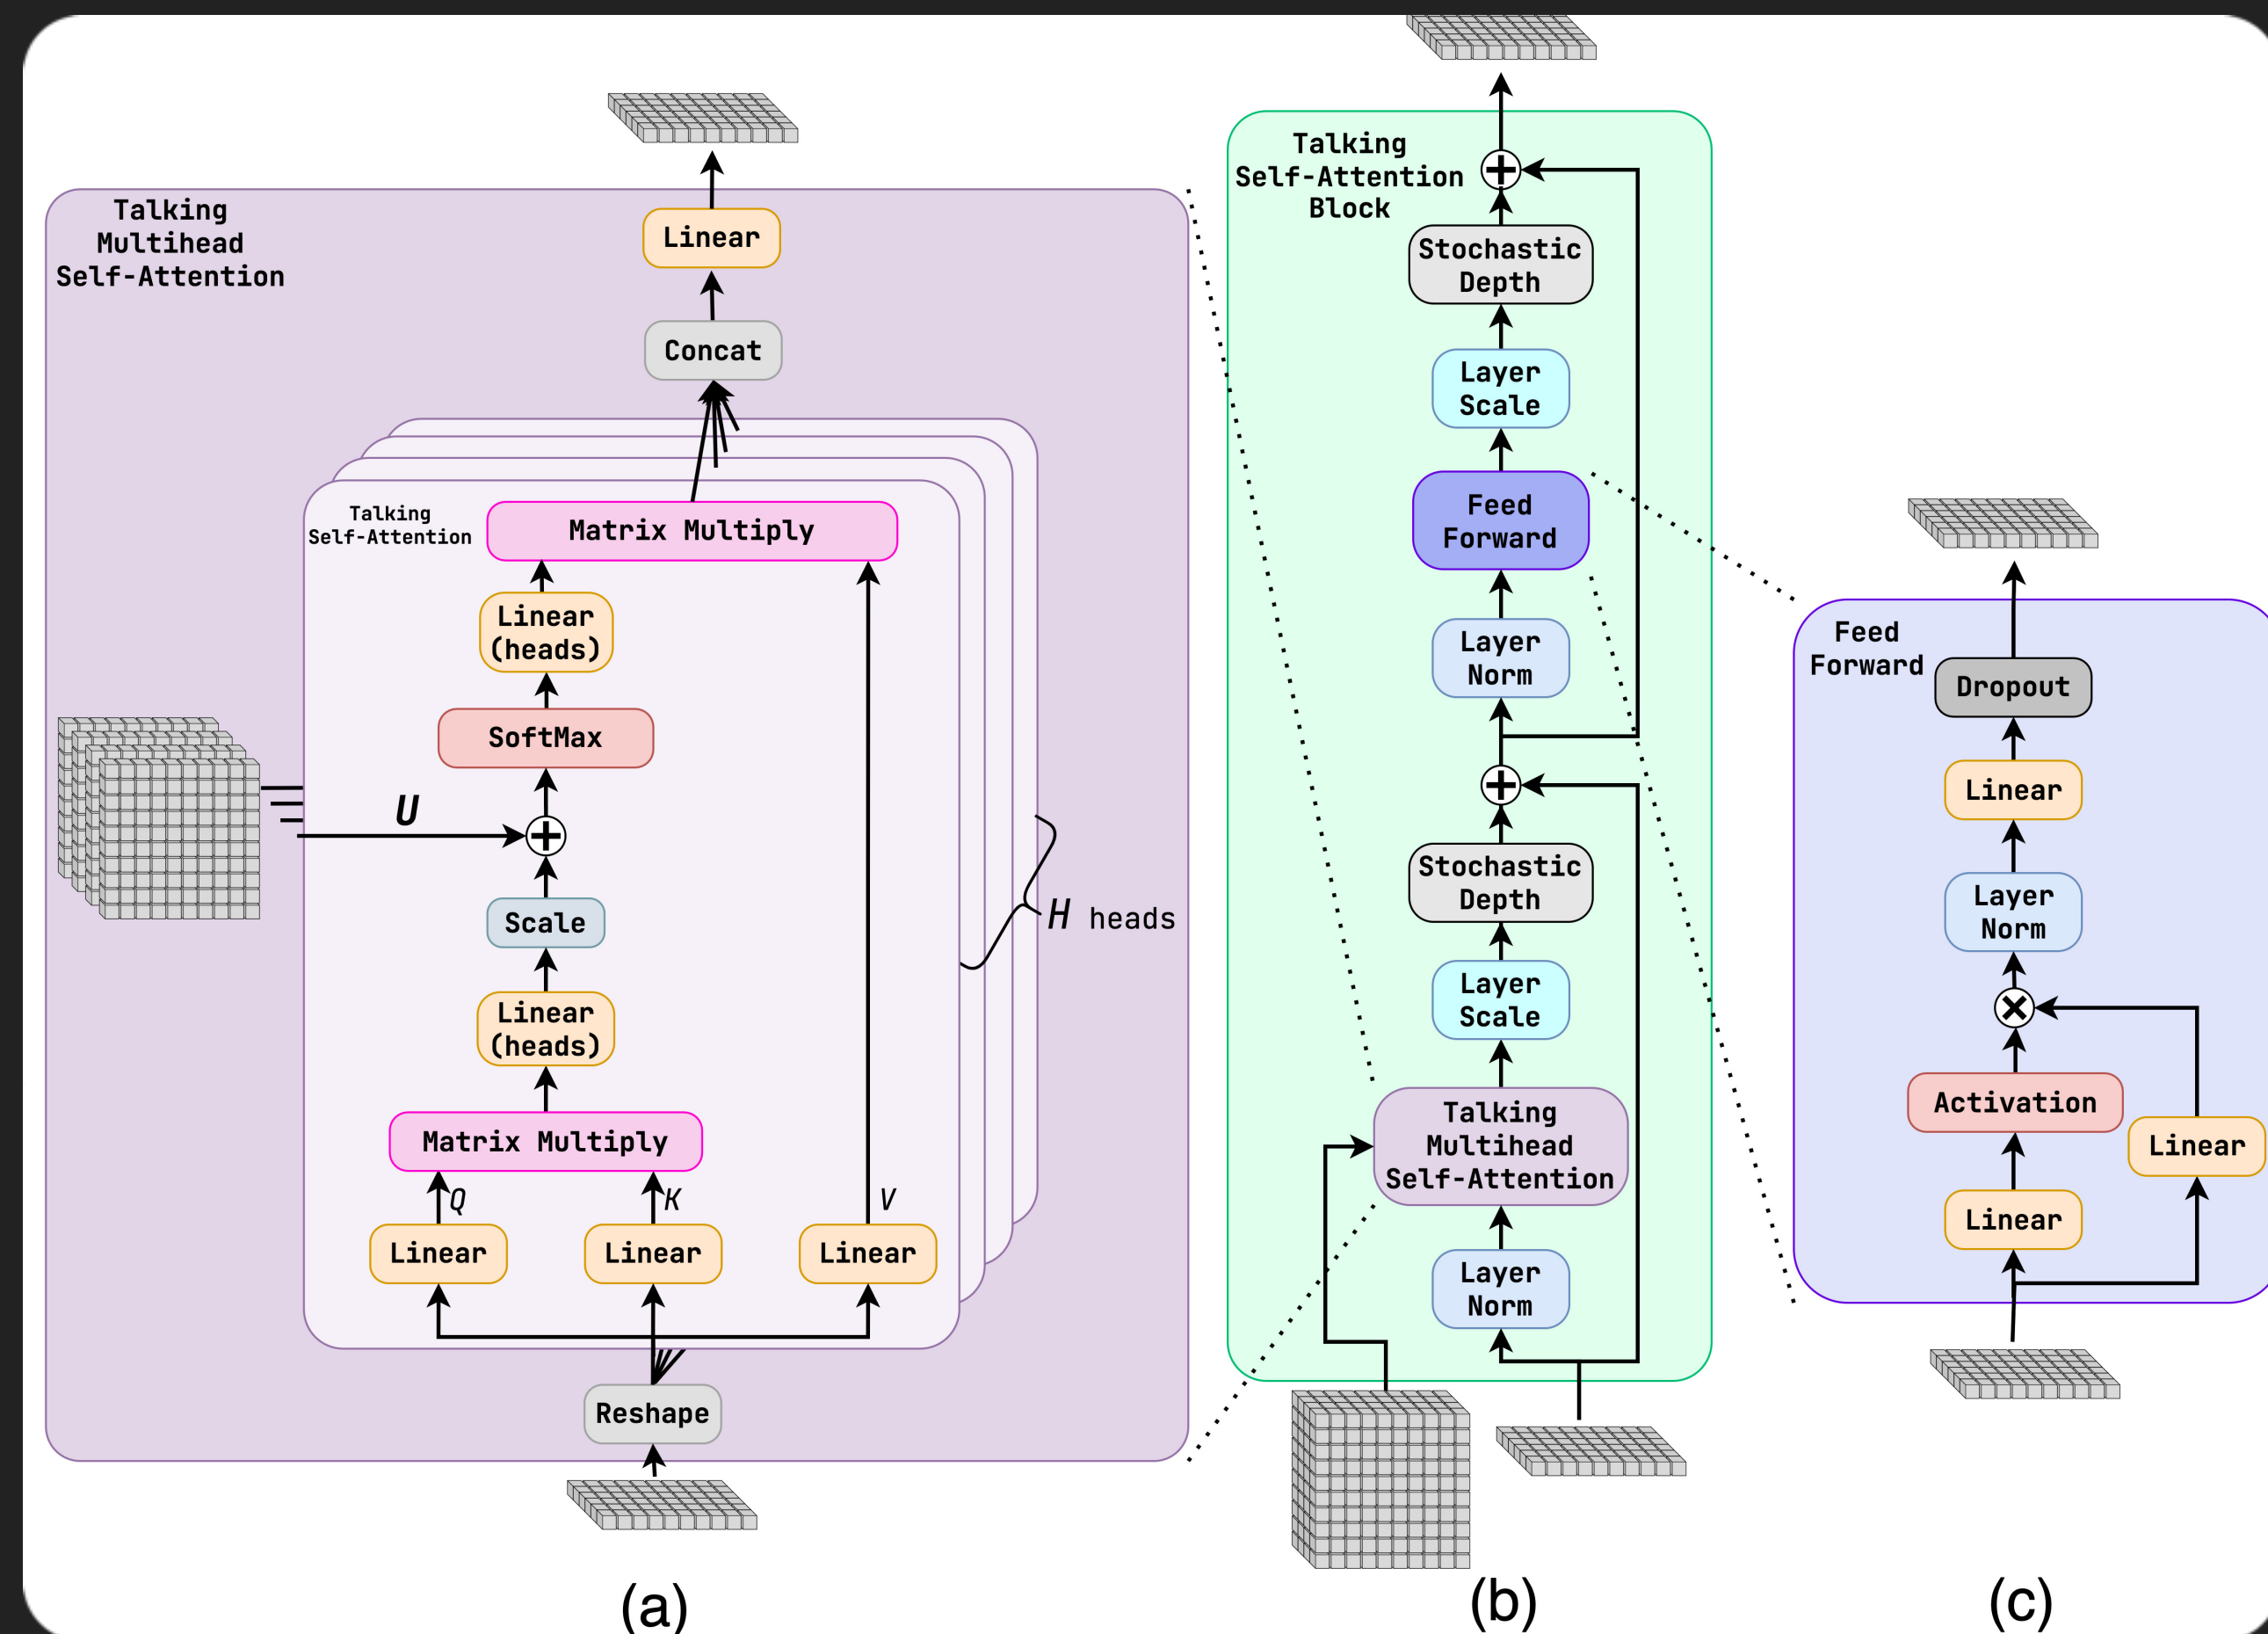 Talking
Multihead
Self-Attention
Linear
Concat
Talking
Self-Attention
Matrix Multiply
Linear
(heads)
SoftMax
U
Scale
H heads
Linear
(heads)
Matrix Multiply
Q
K
V
Linear
Linear
Linear
Reshape
(a)
Talking
Self-Attention
Block
Stochastic
Depth
Layer
Scale
Feed
Forward
Layer
Norm
Stochastic
Depth
Layer
Scale
Talking
Multihead
Self-Attention
Layer
Norm
(b)
Feed
Forward
Dropout
Linear
Layer
Norm
Activation
Linear
Linear
(c)